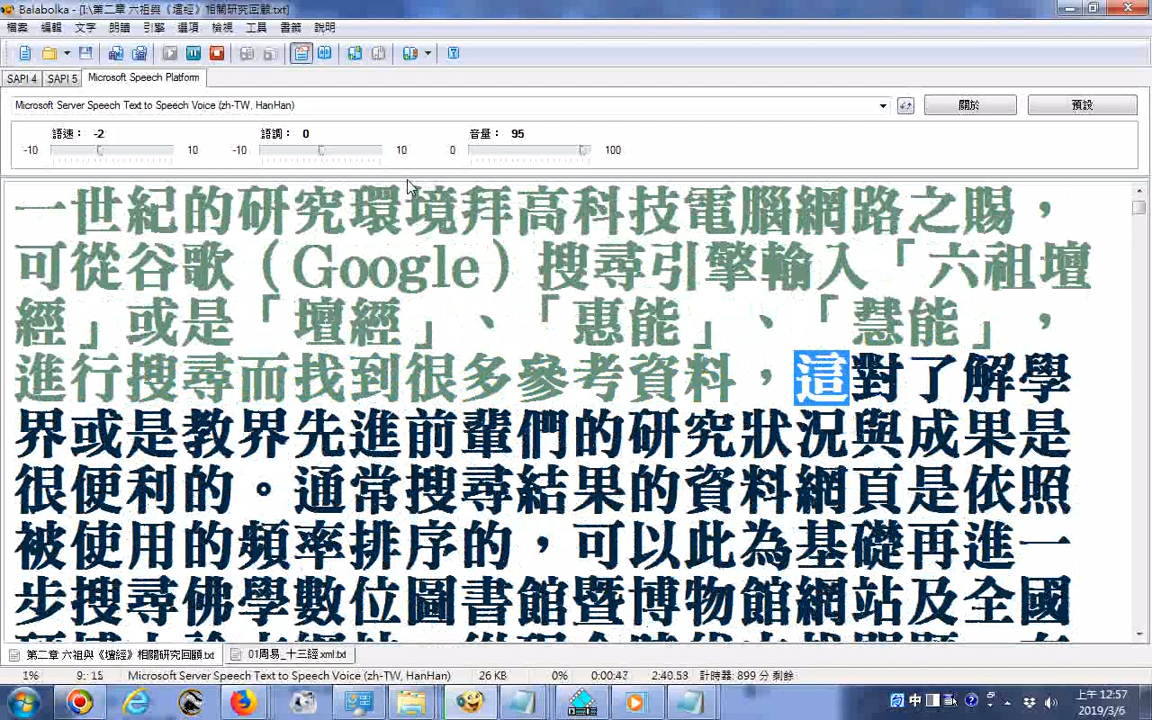 Balabolka - [I:\第二章 六祖與《壇經》相關研究回顧.txt]
檔案 編輯 文字 朗讀 引擎 選項 檢視 工具 書籤 說明
SAPI 4 SAPI 5 Microsoft Speech Platform
Microsoft Server Speech Text to Speech Voice (zh-TW, HanHan) 關於 預設
語速： -2 語調： 0 音量： 95
-10 10 -10 10 0 100
一世紀的研究環境拜高科技電腦網路之賜，
可從谷歌（Google）搜尋引擎輸入「六祖壇
經」或是「壇經」、「惠能」、「慧能」，
進行搜尋而找到很多參考資料，這對了解學
界或是教界先進前輩們的研究狀況與成果是
很便利的。通常搜尋結果的資料網頁是依照
被使用的頻率排序的，可以此為基礎再進一
步搜尋佛學數位圖書館暨博物館網站及全國
第二章 六祖與《壇經》相關研究回顧.txt 01周易_十三經.xml.txt
1% 9: 15 Microsoft Server Speech Text to Speech Voice (zh-TW, HanHan) 26 KB 0% 0:00:43 2:40:58 計時器: 899 分 剩餘
中
上午 12:57
2019/3/6